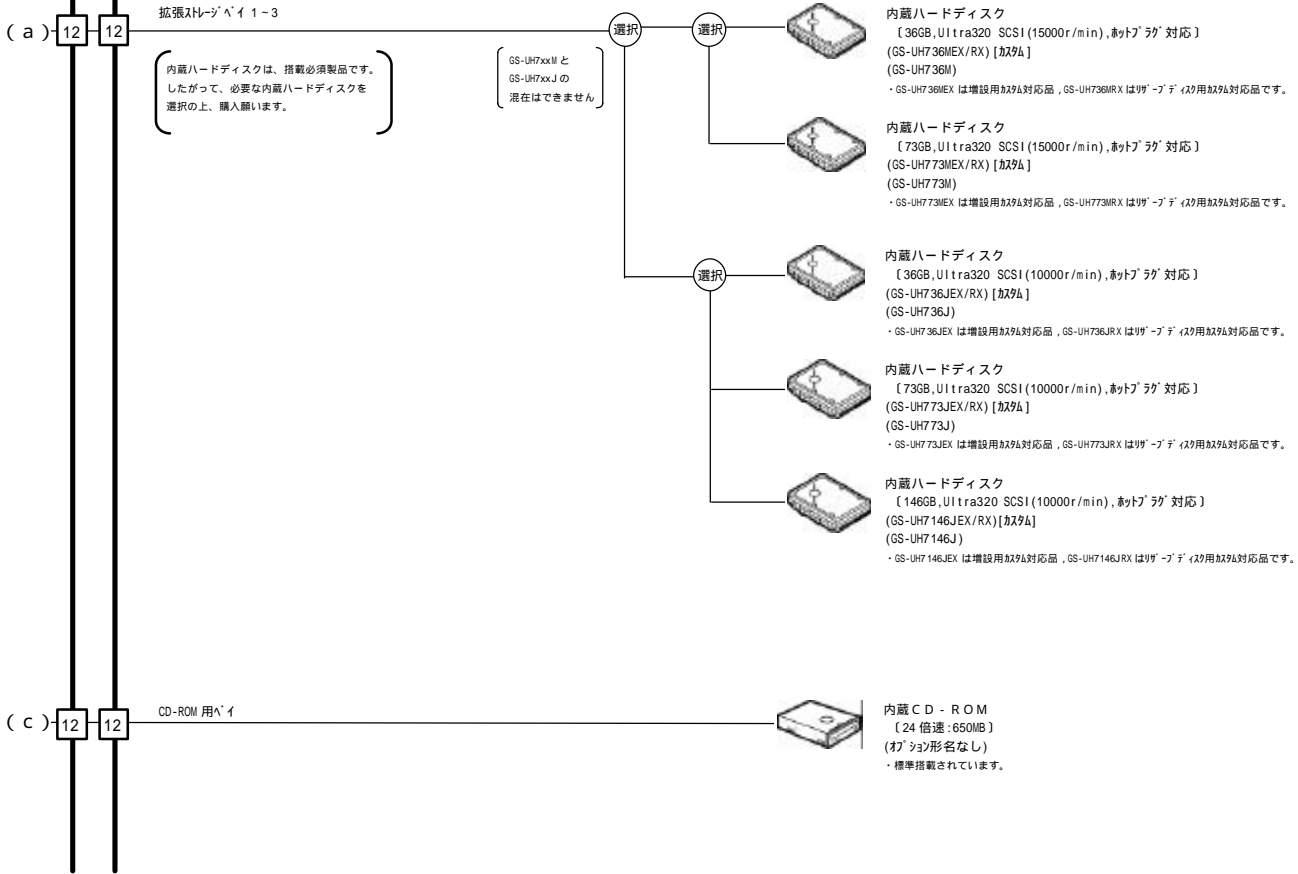 (a)
12
12
拡張ｽﾄﾚｰｼﾞﾍﾞｲ 1~3
内蔵ハードディスクは、搭載必須製品です。
したがって、必要な内蔵ハードディスクを
選択の上、購入願います。
GS-UH7xxM と
GS-UH7xxJ の
混在はできません
選択
選択
内蔵ハードディスク
〔36GB,Ultra320 SCSI(15000r/min),ﾎｯﾄﾌﾟﾗｸﾞ対応〕
(GS-UH736MEX/RX)[ｶｽﾀﾑ]
(GS-UH736M)
・GS-UH736MEX は増設用ｶｽﾀﾑ対応品，GS-UH736MRX はﾘｻﾞｰﾌﾞﾃﾞｨｽｸ用ｶｽﾀﾑ対応品です。
内蔵ハードディスク
〔73GB,Ultra320 SCSI(15000r/min),ﾎｯﾄﾌﾟﾗｸﾞ対応〕
(GS-UH773MEX/RX)[ｶｽﾀﾑ]
(GS-UH773M)
・GS-UH773MEX は増設用ｶｽﾀﾑ対応品，GS-UH773MRX はﾘｻﾞｰﾌﾞﾃﾞｨｽｸ用ｶｽﾀﾑ対応品です。
選択
内蔵ハードディスク
〔36GB,Ultra320 SCSI(10000r/min),ﾎｯﾄﾌﾟﾗｸﾞ対応〕
(GS-UH736JEX/RX)[ｶｽﾀﾑ]
(GS-UH736J)
・GS-UH736JEX は増設用ｶｽﾀﾑ対応品，GS-UH736JRX はﾘｻﾞｰﾌﾞﾃﾞｨｽｸ用ｶｽﾀﾑ対応品です。
内蔵ハードディスク
〔73GB,Ultra320 SCSI(10000r/min),ﾎｯﾄﾌﾟﾗｸﾞ対応〕
(GS-UH773JEX/RX)[ｶｽﾀﾑ]
(GS-UH773J)
・GS-UH773JEX は増設用ｶｽﾀﾑ対応品，GS-UH773JRX はﾘｻﾞｰﾌﾞﾃﾞｨｽｸ用ｶｽﾀﾑ対応品です。
内蔵ハードディスク
〔146GB,Ultra320 SCSI(10000r/min),ﾎｯﾄﾌﾟﾗｸﾞ対応〕
(GS-UH7146JEX/RX)[ｶｽﾀﾑ]
(GS-UH7146J)
・GS-UH7146JEX は増設用ｶｽﾀﾑ対応品，GS-UH7146JRX はﾘｻﾞｰﾌﾞﾃﾞｨｽｸ用ｶｽﾀﾑ対応品です。
(c)
12
12
CD-ROM 用ﾍﾞｲ
内蔵ＣＤ-ＲＯＭ
〔24 倍速:650MB〕
(ｵﾌﾟｼｮﾝ形名なし)
・標準搭載されています。